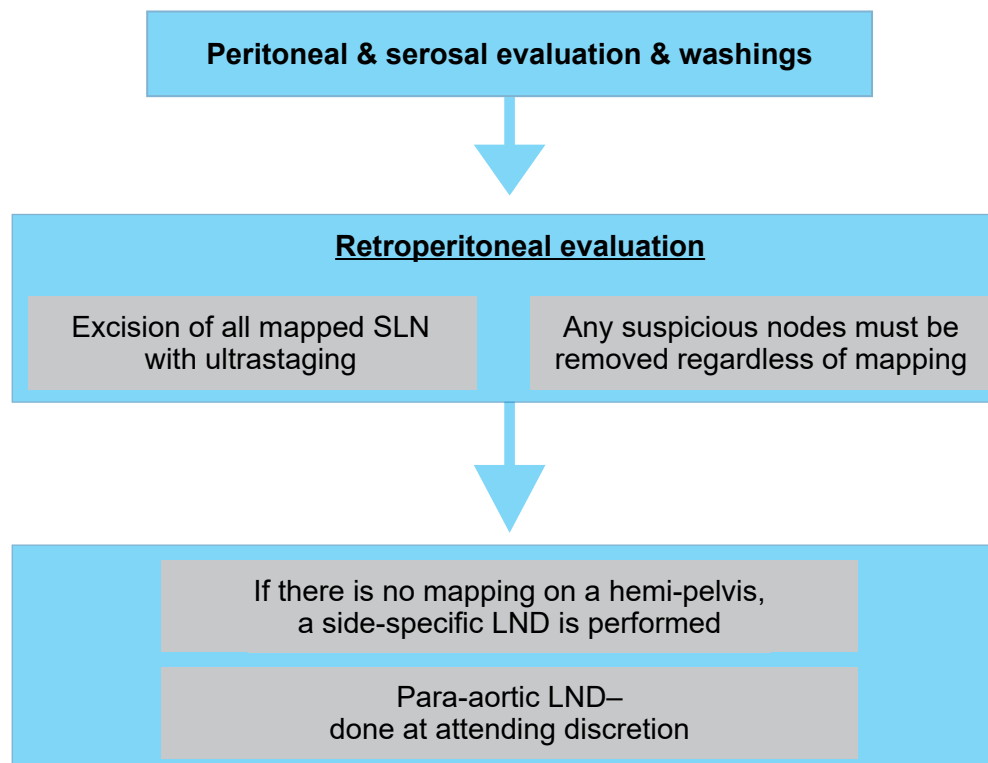 Peritoneal & serosal evaluation & washings
Retroperitoneal evaluation
Excision of all mapped SLN
with ultrastaging
Any suspicious nodes must be
removed regardless of mapping
If there is no mapping on a hemi-pelvis,
a side-specific LND is performed
Para-aortic LND–
done at attending discretion